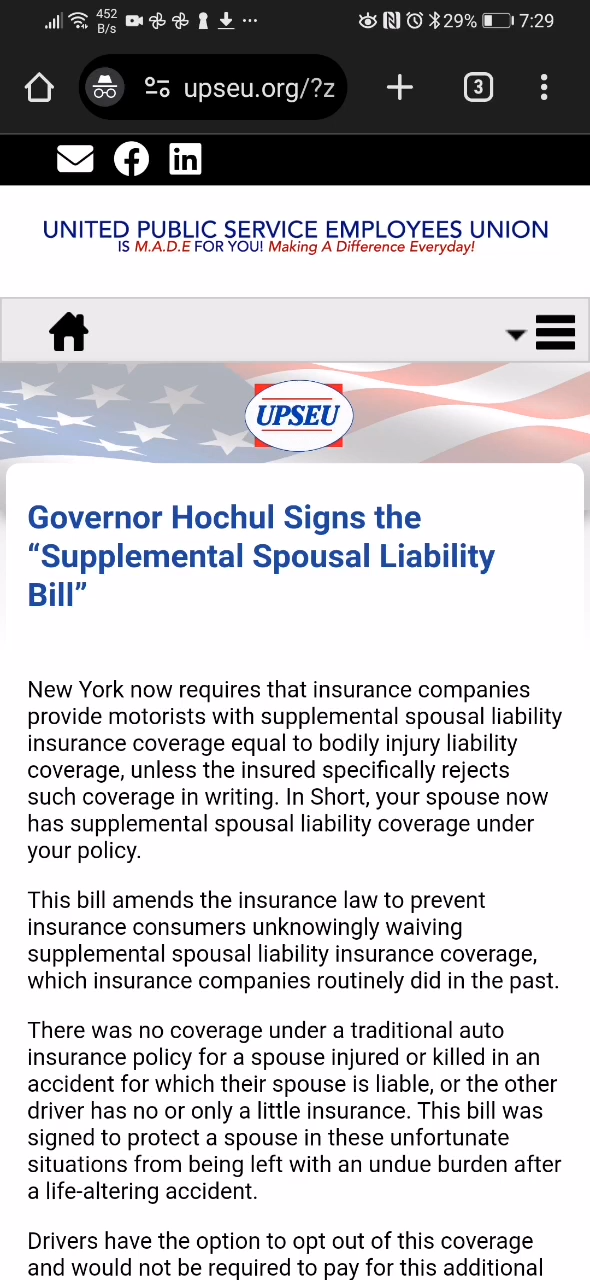 452 B/s 29% 7:29
upseu.org/?z 3
UNITED PUBLIC SERVICE EMPLOYEES UNION
IS M.A.D.E FOR YOU! Making A Difference Everyday!
UPSEU
Governor Hochul Signs the
“Supplemental Spousal Liability
Bill”
New York now requires that insurance companies
provide motorists with supplemental spousal liability
insurance coverage equal to bodily injury liability
coverage, unless the insured specifically rejects
such coverage in writing. In Short, your spouse now
has supplemental spousal liability coverage under
your policy.
This bill amends the insurance law to prevent
insurance consumers unknowingly waiving
supplemental spousal liability insurance coverage,
which insurance companies routinely did in the past.
There was no coverage under a traditional auto
insurance policy for a spouse injured or killed in an
accident for which their spouse is liable, or the other
driver has no or only a little insurance. This bill was
signed to protect a spouse in these unfortunate
situations from being left with an undue burden after
a life-altering accident.
Drivers have the option to opt out of this coverage
and would not be required to pay for this additional